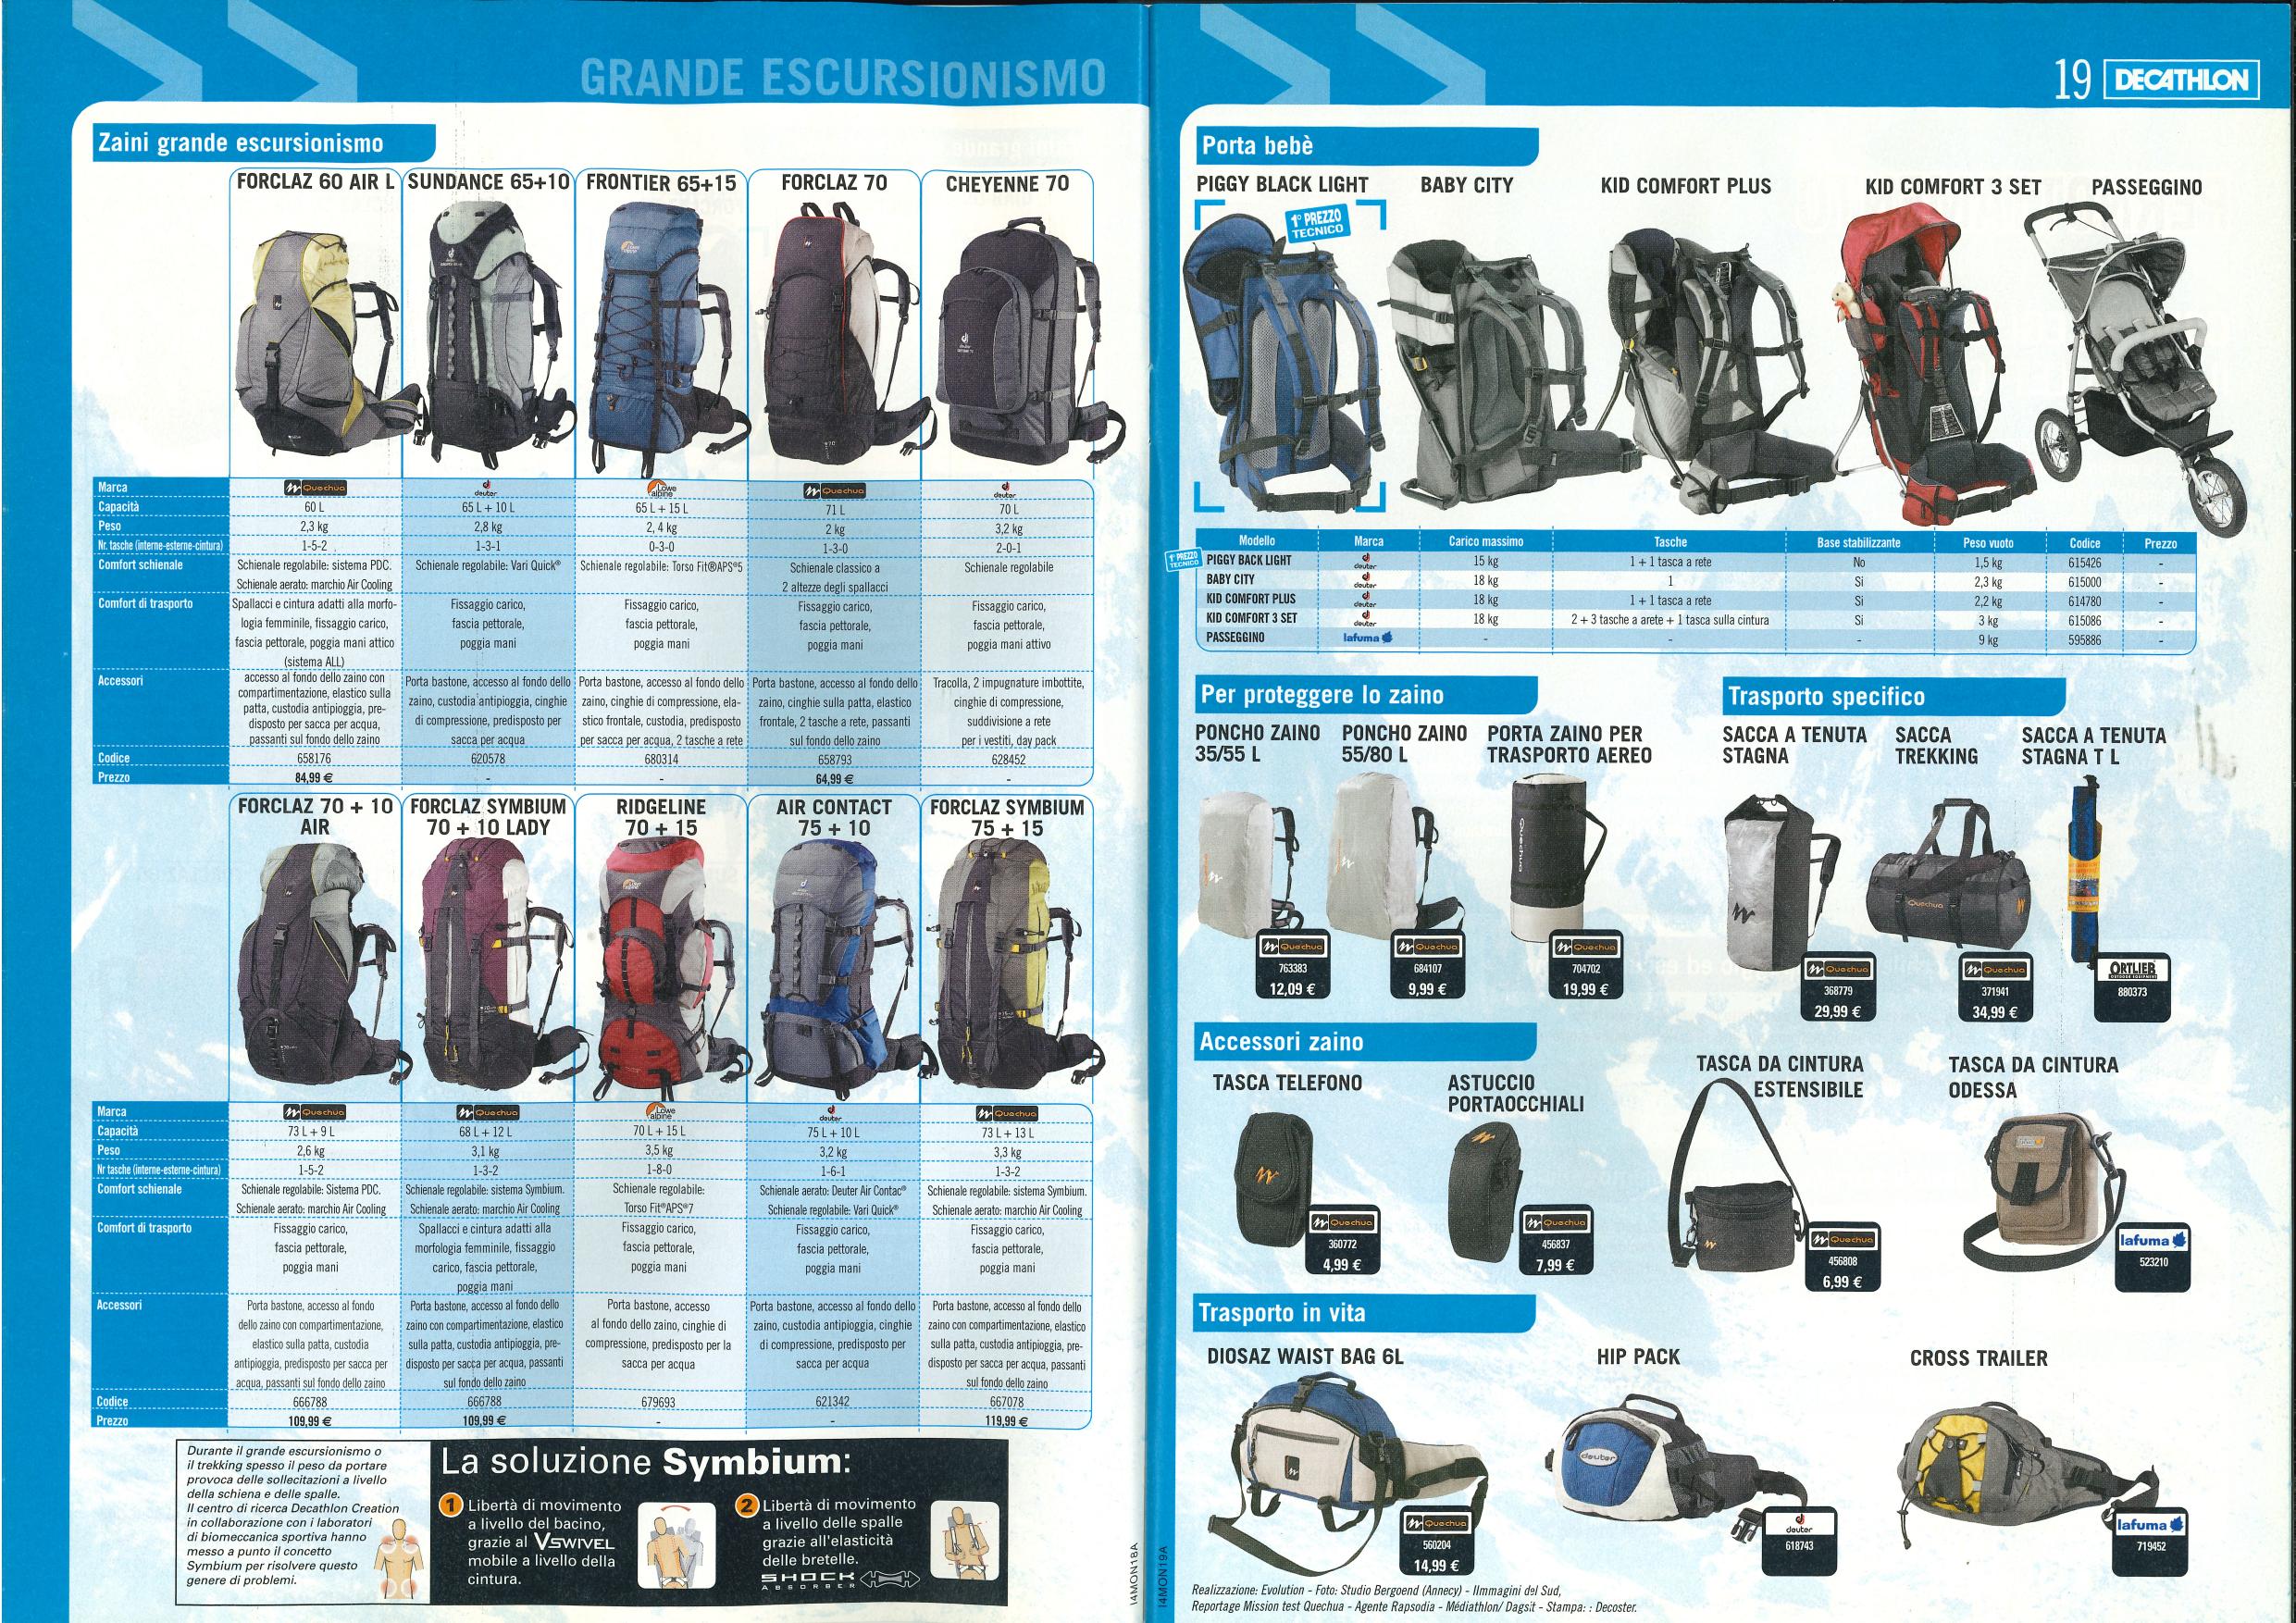 GRANDE ESCURSIONISMO
Zaini grande escursionismo
FORCLAZ 60 AIR L
SUNDANCE 65+10
FRONTIER 65+15
FORCLAZ 70
CHEYENNE 70
Marca Quechua deuter Lowe alpine Quechua deuter
Capacità 60 L 65 L + 10 L 65 L + 15 L 71 L 70 L
Peso 2,3 kg 2,8 kg 2, 4 kg 2 kg 3,2 kg
Nr. tasche (interne-esterne-cintura) 1-5-2 1-3-1 0-3-0 1-3-0 2-0-1
Comfort schienale
Schienale regolabile: sistema PDC.
Schienale aerato: marchio Air Cooling
Schienale regolabile: Vari Quick®
Schienale regolabile: Torso Fit®APS®5
Schienale classico a
2 altezze degli spallacci
Schienale regolabile
Comfort di trasporto
Spallacci e cintura adatti alla morfo-
logia femminile, fissaggio carico,
fascia pettorale, poggia mani attico
(sistema ALL)
Fissaggio carico,
fascia pettorale,
poggia mani
Fissaggio carico,
fascia pettorale,
poggia mani
Fissaggio carico,
fascia pettorale,
poggia mani
Fissaggio carico,
fascia pettorale,
poggia mani attivo
Accessori
accesso al fondo dello zaino con
compartimentazione, elastico sulla
patta, custodia antipioggia, pre-
disposto per sacca per acqua,
passanti sul fondo dello zaino
Porta bastone, accesso al fondo dello
zaino, custodia antipioggia, cinghie
di compressione, predisposto per
sacca per acqua
Porta bastone, accesso al fondo dello
zaino, cinghie di compressione, ela-
stico frontale, custodia, predisposto
per sacca per acqua, 2 tasche a rete
Porta bastone, accesso al fondo dello
zaino, cinghie sulla patta, elastico
frontale, 2 tasche a rete, passanti
sul fondo dello zaino
Tracolla, 2 impugnature imbottite,
cinghie di compressione,
suddivisione a rete
per i vestiti, day pack
Codice 658176 620578 680314 658793 628452
Prezzo 84,99 € - - 64,99 € -
FORCLAZ 70 + 10
AIR
FORCLAZ SYMBIUM
70 + 10 LADY
RIDGELINE
70 + 15
AIR CONTACT
75 + 10
FORCLAZ SYMBIUM
75 + 15
Marca Quechua Quechua Lowe alpine deuter Quechua
Capacità 73 L + 9 L 68 L + 12 L 70 L + 15 L 75 L + 10 L 73 L + 13 L
Peso 2,6 kg 3,1 kg 3,5 kg 3,2 kg 3,3 kg
Nr tasche (interne-esterne-cintura) 1-5-2 1-3-2 1-8-0 1-6-1 1-3-2
Comfort schienale
Schienale regolabile: Sistema PDC.
Schienale aerato: marchio Air Cooling
Schienale regolabile: sistema Symbium.
Schienale aerato: marchio Air Cooling
Schienale regolabile:
Torso Fit®APS®7
Schienale aerato: Deuter Air Contac®
Schienale regolabile: Vari Quick®
Schienale regolabile: sistema Symbium.
Schienale aerato: marchio Air Cooling
Comfort di trasporto
Fissaggio carico,
fascia pettorale,
poggia mani
Spallacci e cintura adatti alla
morfologia femminile, fissaggio
carico, fascia pettorale,
poggia mani
Fissaggio carico,
fascia pettorale,
poggia mani
Fissaggio carico,
fascia pettorale,
poggia mani
Fissaggio carico,
fascia pettorale,
poggia mani
Accessori
Porta bastone, accesso al fondo
dello zaino con compartimentazione,
elastico sulla patta, custodia
antipioggia, predisposto per sacca per
acqua, passanti sul fondo dello zaino
Porta bastone, accesso al fondo dello
zaino con compartimentazione, elastico
sulla patta, custodia antipioggia, pre-
disposto per sacca per acqua, passanti
sul fondo dello zaino
Porta bastone, accesso
al fondo dello zaino, cinghie di
compressione, predisposto per la
sacca per acqua
Porta bastone, accesso al fondo dello
zaino, custodia antipioggia, cinghie
di compressione, predisposto per
sacca per acqua
Porta bastone, accesso al fondo dello
zaino con compartimentazione, elastico
sulla patta, custodia antipioggia, pre-
disposto per sacca per acqua, passanti
sul fondo dello zaino
Codice 666788 666788 679693 621342 667078
Prezzo 109,99 € 109,99 € - - 119,99 €
Durante il grande escursionismo o
il trekking spesso il peso da portare
provoca delle sollecitazioni a livello
della schiena e delle spalle.
Il centro di ricerca Decathlon Creation
in collaborazione con i laboratori
di biomeccanica sportiva hanno
messo a punto il concetto
Symbium per risolvere questo
genere di problemi.
La soluzione Symbium:
1 Libertà di movimento
a livello del bacino,
grazie al VSWIVEL
mobile a livello della
cintura.
2 Libertà di movimento
a livello delle spalle
grazie all'elasticità
delle bretelle.
SHOCK
ABSORBER
I4MON18A
I4MON19A
19 DECATHLON
Porta bebè
PIGGY BLACK LIGHT
BABY CITY
KID COMFORT PLUS
KID COMFORT 3 SET
PASSEGGINO
1° PREZZO
TECNICO
Modello Marca Carico massimo Tasche Base stabilizzante Peso vuoto Codice Prezzo
1° PREZZO
TECNICO
PIGGY BACK LIGHT deuter 15 kg 1 + 1 tasca a rete No 1,5 kg 615426 -
BABY CITY deuter 18 kg 1 Si 2,3 kg 615000 -
KID COMFORT PLUS deuter 18 kg 1 + 1 tasca a rete Si 2,2 kg 614780 -
KID COMFORT 3 SET deuter 18 kg 2 + 3 tasche a arete + 1 tasca sulla cintura Si 3 kg 615086 -
PASSEGGINO lafuma - - - 9 kg 595886 -
Per proteggere lo zaino
PONCHO ZAINO
35/55 L
PONCHO ZAINO
55/80 L
PORTA ZAINO PER
TRASPORTO AEREO
Quechua
Quechua
763383
12,09 €
Quechua
684107
9,99 €
Quechua
704702
19,99 €
Trasporto specifico
SACCA A TENUTA
STAGNA
SACCA
TREKKING
SACCA A TENUTA
STAGNA T L
Quechua
Quechua
368779
29,99 €
Quechua
371941
34,99 €
ORTLIEB
880373
Accessori zaino
TASCA TELEFONO
ASTUCCIO
PORTAOCCHIALI
TASCA DA CINTURA
ESTENSIBILE
TASCA DA CINTURA
ODESSA
Quechua
360772
4,99 €
Quechua
456837
7,99 €
Quechua
456808
6,99 €
lafuma
523210
Trasporto in vita
DIOSAZ WAIST BAG 6L
HIP PACK
CROSS TRAILER
deuter
Quechua
560204
14,99 €
deuter
618743
lafuma
719452
Realizzazione: Evolution - Foto: Studio Bergoend (Annecy) - IImmagini del Sud,
Reportage Mission test Quechua - Agente Rapsodia - Médiathlon/ Dagsit - Stampa: : Decoster.